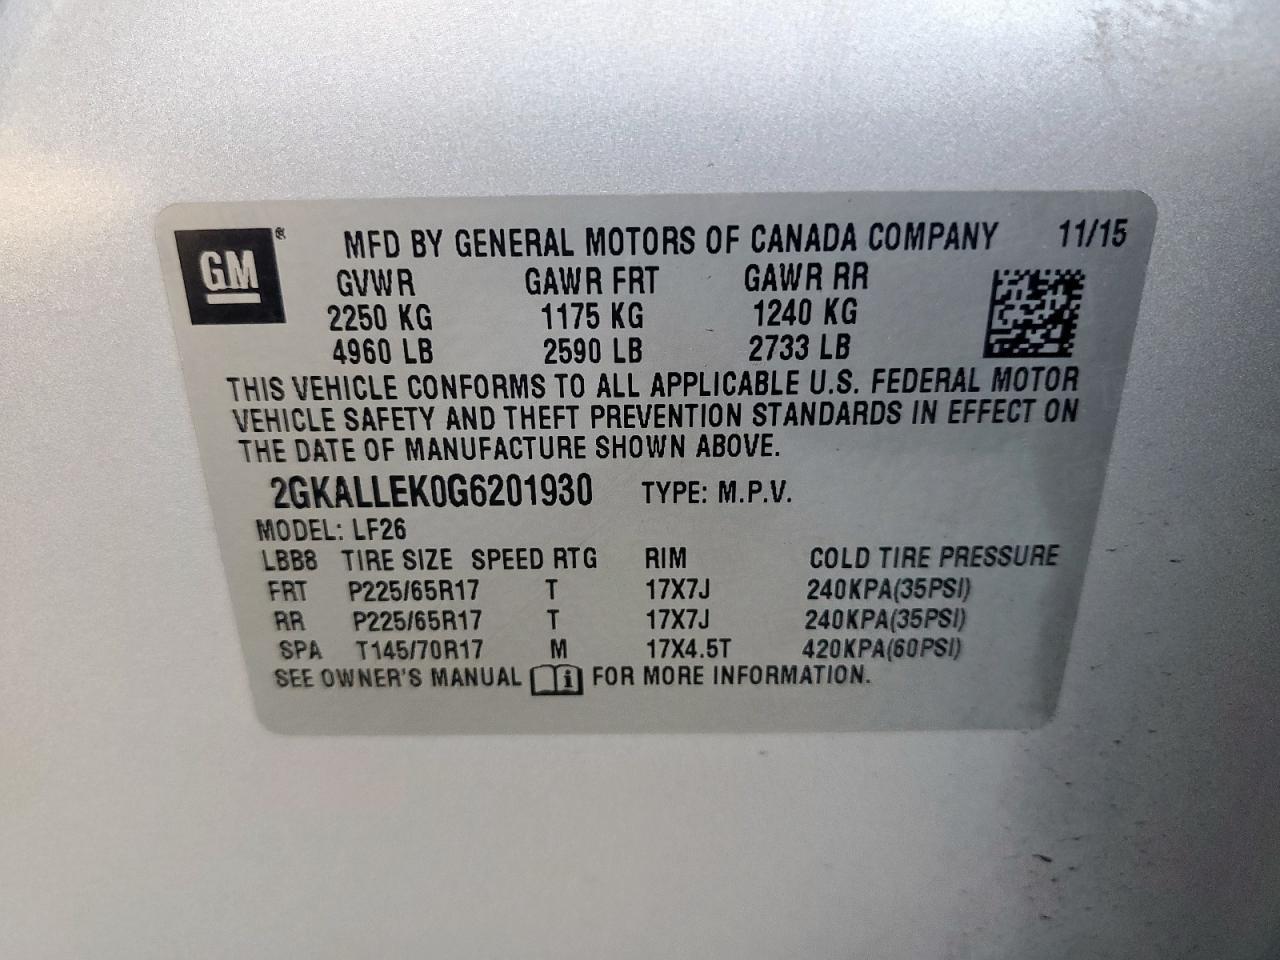 GM®
MFD BY GENERAL MOTORS OF CANADA COMPANY 11/15
GVWR GAWR FRT GAWR RR
2250 KG 1175 KG 1240 KG
4960 LB 2590 LB 2733 LB
THIS VEHICLE CONFORMS TO ALL APPLICABLE U.S. FEDERAL MOTOR
VEHICLE SAFETY AND THEFT PREVENTION STANDARDS IN EFFECT ON
THE DATE OF MANUFACTURE SHOWN ABOVE.
2GKALLEK0G6201930 TYPE: M.P.V.
MODEL: LF26
LBB8 TIRE SIZE SPEED RTG RIM COLD TIRE PRESSURE
FRT P225/65R17 T 17X7J 240KPA(35PSI)
RR P225/65R17 T 17X7J 240KPA(35PSI)
SPA T145/70R17 M 17X4.5T 420KPA(60PSI)
SEE OWNER'S MANUAL i FOR MORE INFORMATION.